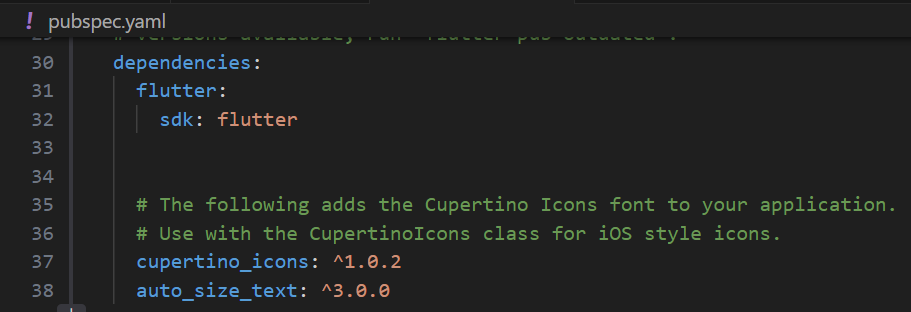 ! pubspec.yaml
30 dependencies:
31 flutter:
32 sdk: flutter
33
34
35 # The following adds the Cupertino Icons font to your application.
36 # Use with the CupertinoIcons class for iOS style icons.
37 cupertino_icons: ^1.0.2
38 auto_size_text: ^3.0.0